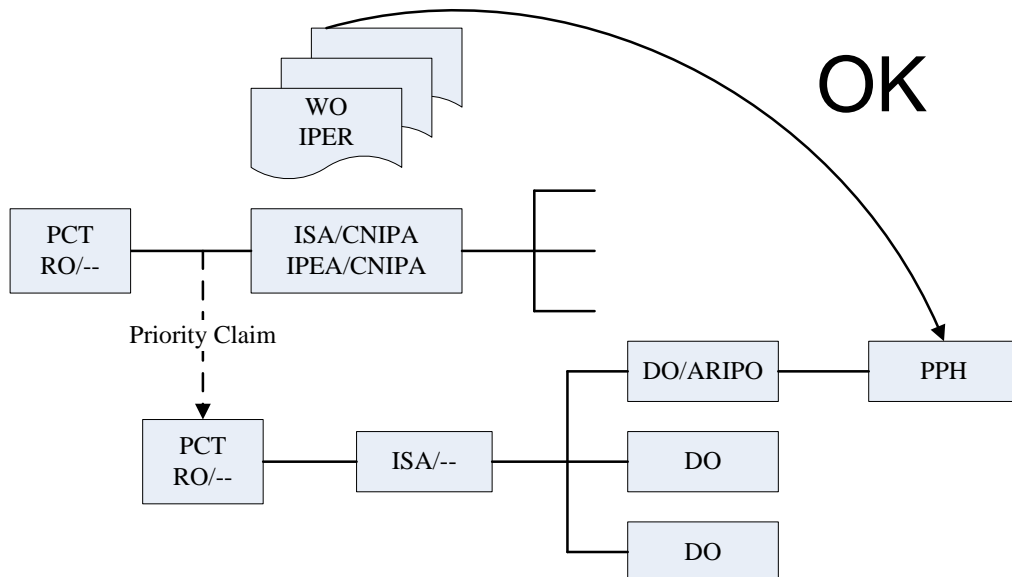 OK
WO
IPER
PCT
RO/--
ISA/CNIPA
IPEA/CNIPA
Priority Claim
DO/ARIPO
PPH
PCT
RO/--
ISA/--
DO
DO